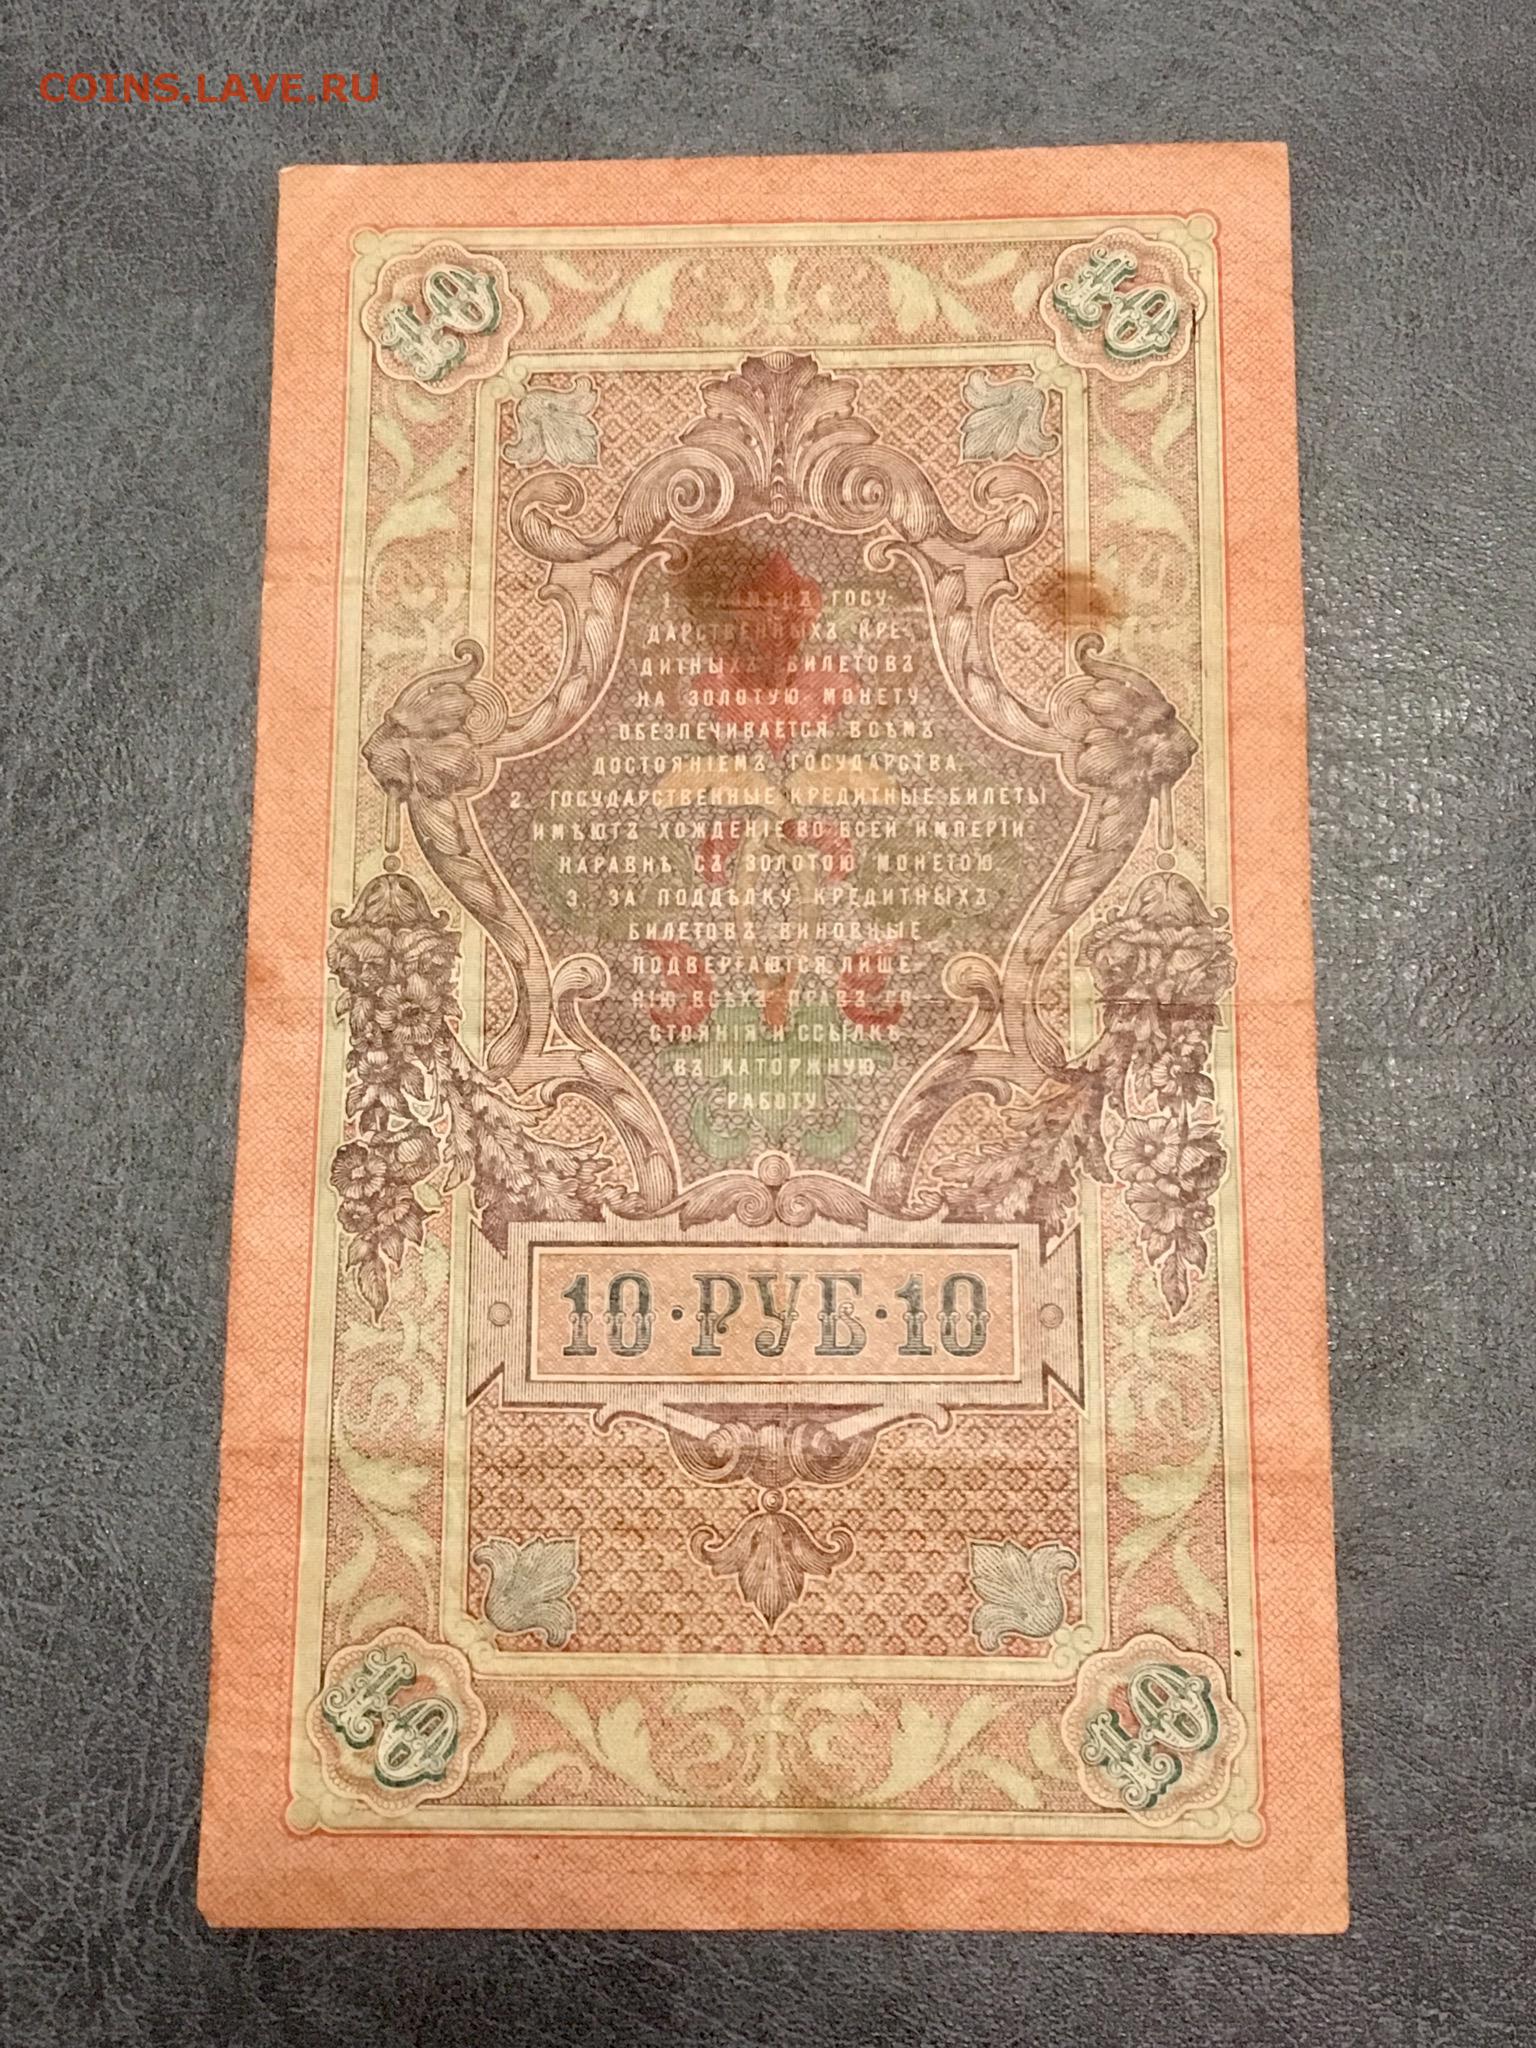 COINS.LAVE.RU
10 10
1. РАЗМѢНЪ ГОСУ-
ДАРСТВЕННЫХЪ КРЕ-
ДИТНЫХЪ БИЛЕТОВЪ
НА ЗОЛОТУЮ МОНЕТУ
ОБЕЗПЕЧИВАЕТСЯ ВСѢМЪ
ДОСТОЯНІЕМЪ ГОСУДАРСТВА.
2. ГОСУДАРСТВЕННЫЕ КРЕДИТНЫЕ БИЛЕТЫ
ИМѢЮТЪ ХОЖДЕНІЕ ВО ВСЕЙ ИМПЕРІИ
НАРАВНѢ СЪ ЗОЛОТОЮ МОНЕТОЮ.
3. ЗА ПОДДѢЛКУ КРЕДИТНЫХЪ
БИЛЕТОВЪ ВИНОВНЫЕ
ПОДВЕРГАЮТСЯ ЛИШЕ-
НІЮ ВСѢХЪ ПРАВЪ СО-
СТОЯНІЯ И ССЫЛКѢ
ВЪ КАТОРЖНУЮ
РАБОТУ.
10·РУБ·10
10 10